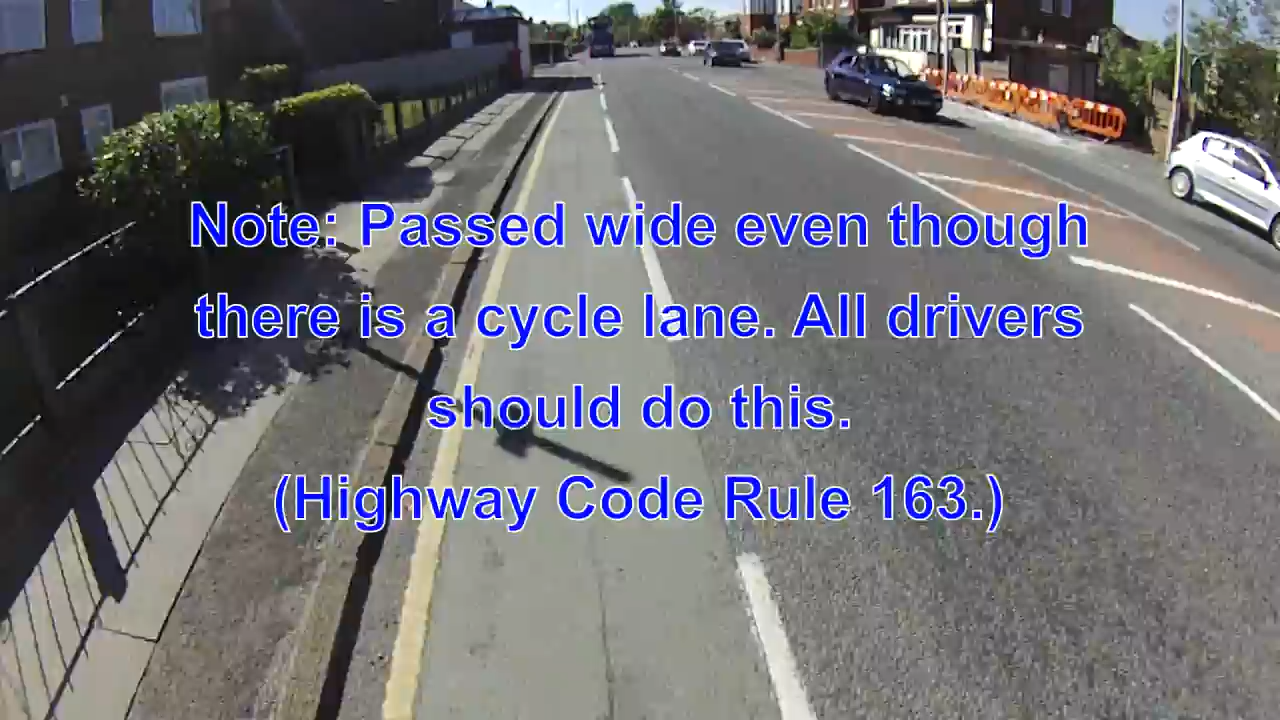 Note: Passed wide even though
there is a cycle lane. All drivers
should do this.
(Highway Code Rule 163.)